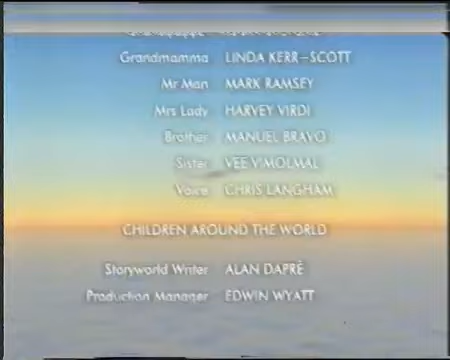 Grandmamma LINDA KERR-SCOTT
Mr Man MARK RAMSEY
Mrs Lady HARVEY VIRDI
Brother MANUEL BRAVO
Sister VEE VIMOLMAL
Voice CHRIS LANGHAM
CHILDREN AROUND THE WORLD
Storyworld Writer ALAN DAPRÉ
Production Manager EDWIN WYATT